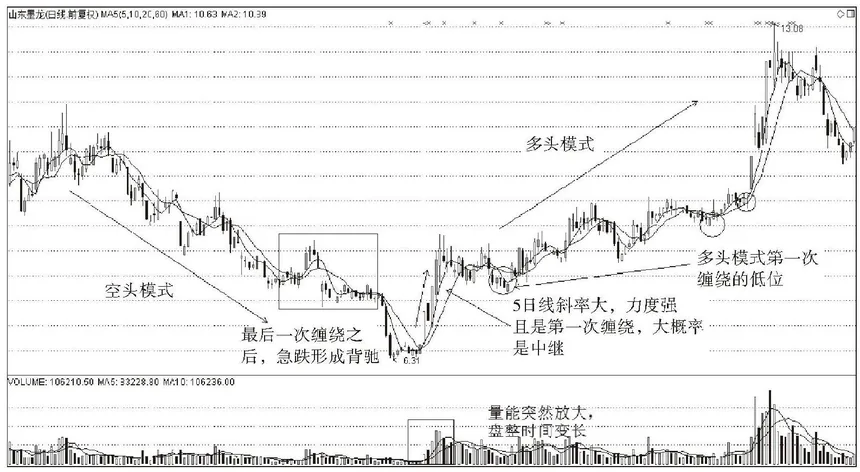 山东墨龙(日线.前复权) MA5(5,10,20,60) MA1: 10.63 MA2: 10.99
13.08
多头模式
空头模式
多头模式第一次
缠绕的低位
5日线斜率大，力度强
且是第一次缠绕，大概率
是中继
最后一次缠绕之
后，急跌形成背驰
6.31
VOLUME: 106210.50 MA5: 93228.80 MA10: 106236.00
量能突然放大，
盘整时间变长